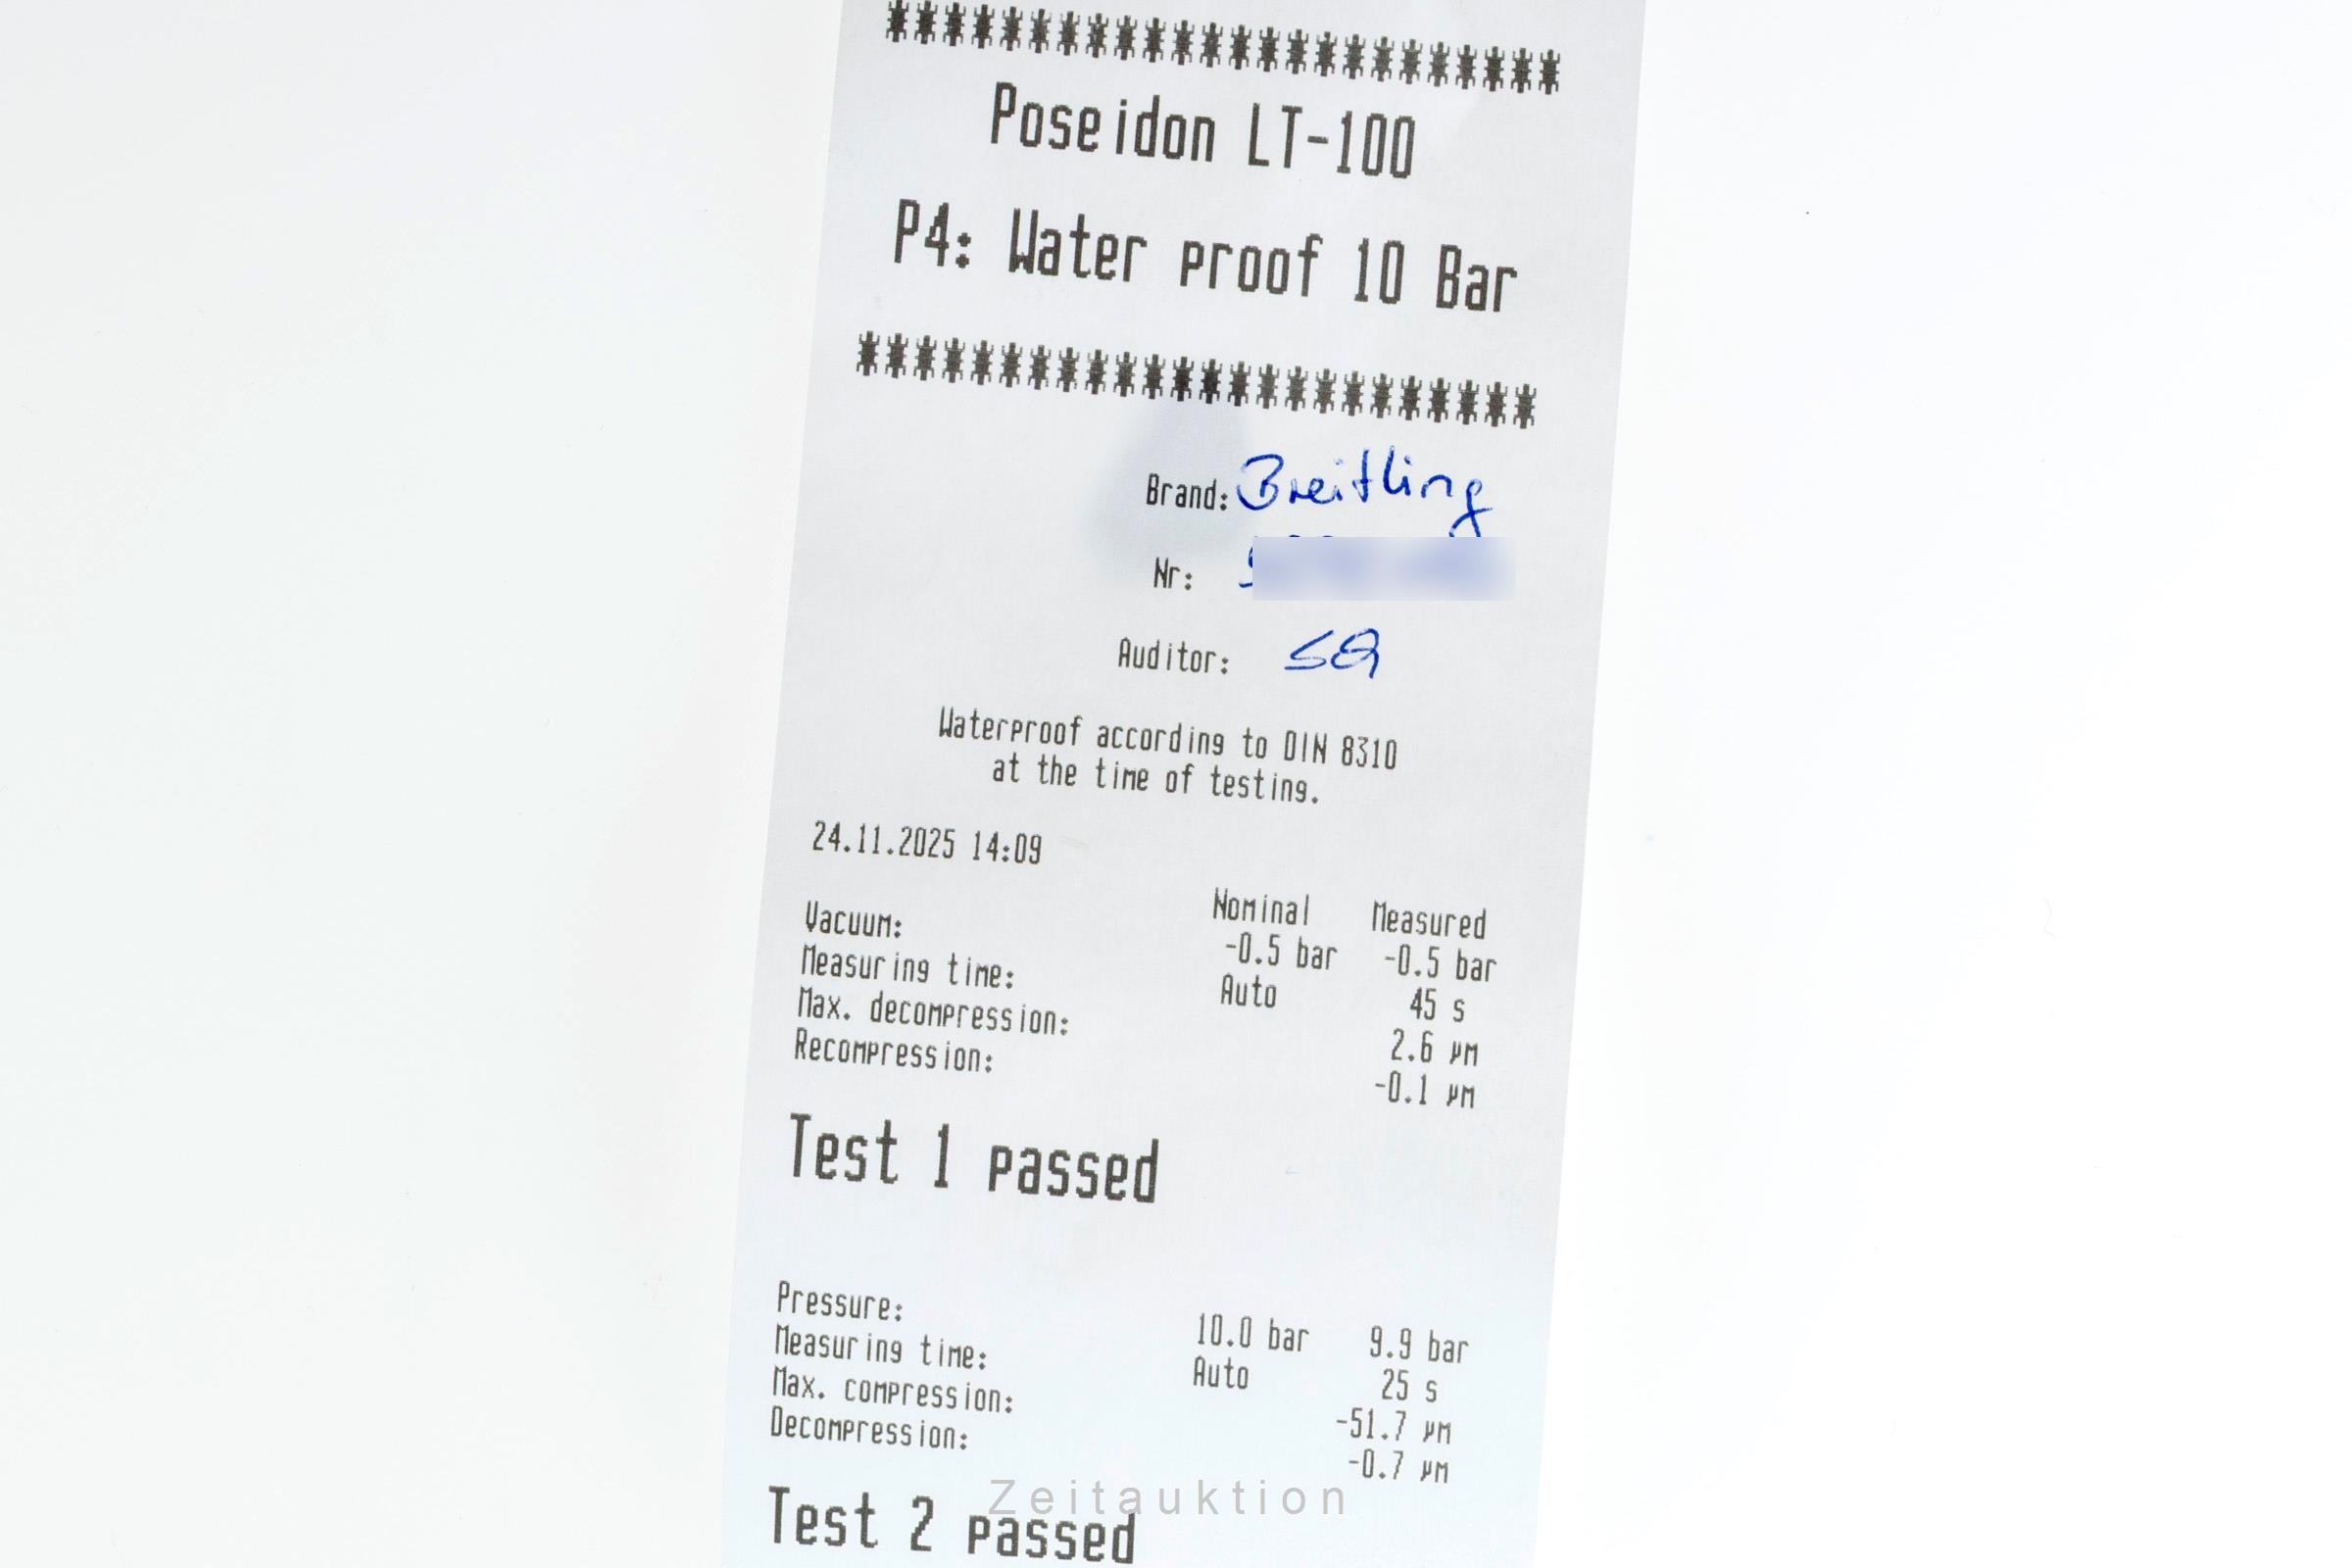 ************************
Poseidon LT-100
P4: Water proof 10 Bar
************************
Brand: Breitling
Nr:
Auditor:
Waterproof according to DIN 8310
at the time of testing.
24.11.2025 14:09
Nominal Measured
Vacuum: -0.5 bar -0.5 bar
Measuring time: Auto 45 s
Max. decompression: 2.6 µm
Recompression: -0.1 µm
Test 1 passed
Pressure: 10.0 bar 9.9 bar
Measuring time: Auto 25 s
Max. compression: -51.7 µm
Decompression: -0.7 µm
Zeitauktion
Test 2 passed